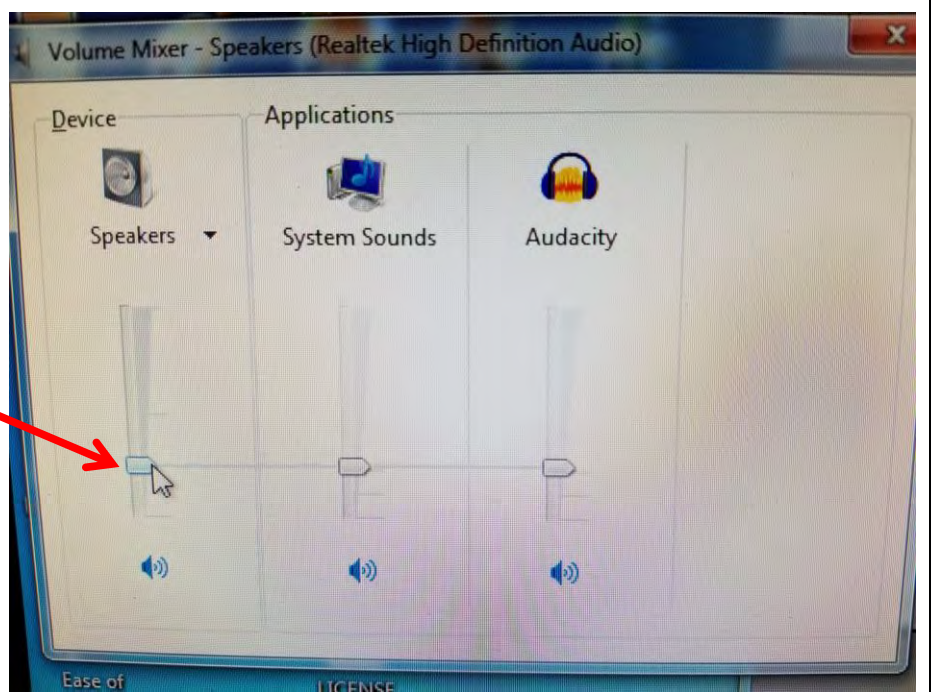 Volume Mixer - Speakers (Realtek High Definition Audio)
Device
Applications
Speakers
System Sounds
Audacity
Ease of
LICENSE